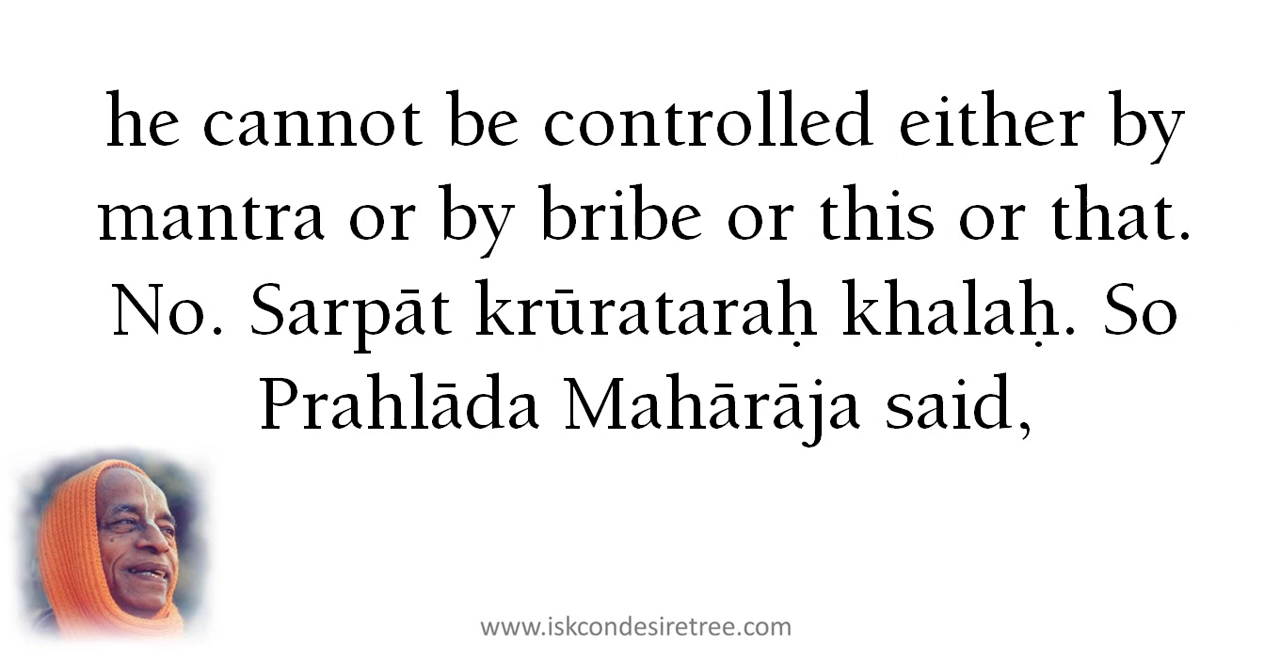 he cannot be controlled either by
mantra or by bribe or this or that.
No. Sarpāt krūrataraḥ khalaḥ. So
Prahlāda Mahārāja said,
www.iskcondesiretree.com